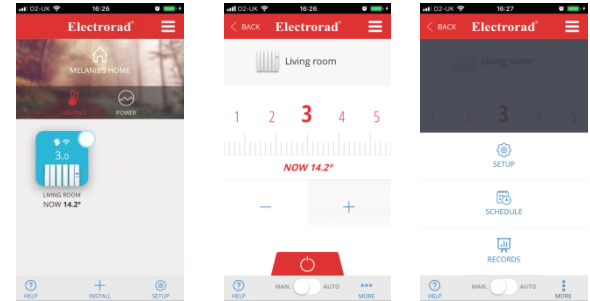 O2-UK 16:26
Electrorad
MELANIE'S HOME
HEATING POWER
3.0
LIVING ROOM
NOW 14.2°
HELP INSTALL SETUP
O2-UK 16:26
< BACK Electrorad
Living room
1 2 3 4 5
NOW 14.2°
− +
HELP MAN. AUTO MORE
O2-UK 16:27
< BACK Electrorad
Living room
1 2 3 4 5
SETUP
SCHEDULE
RECORDS
HELP MAN. AUTO MORE